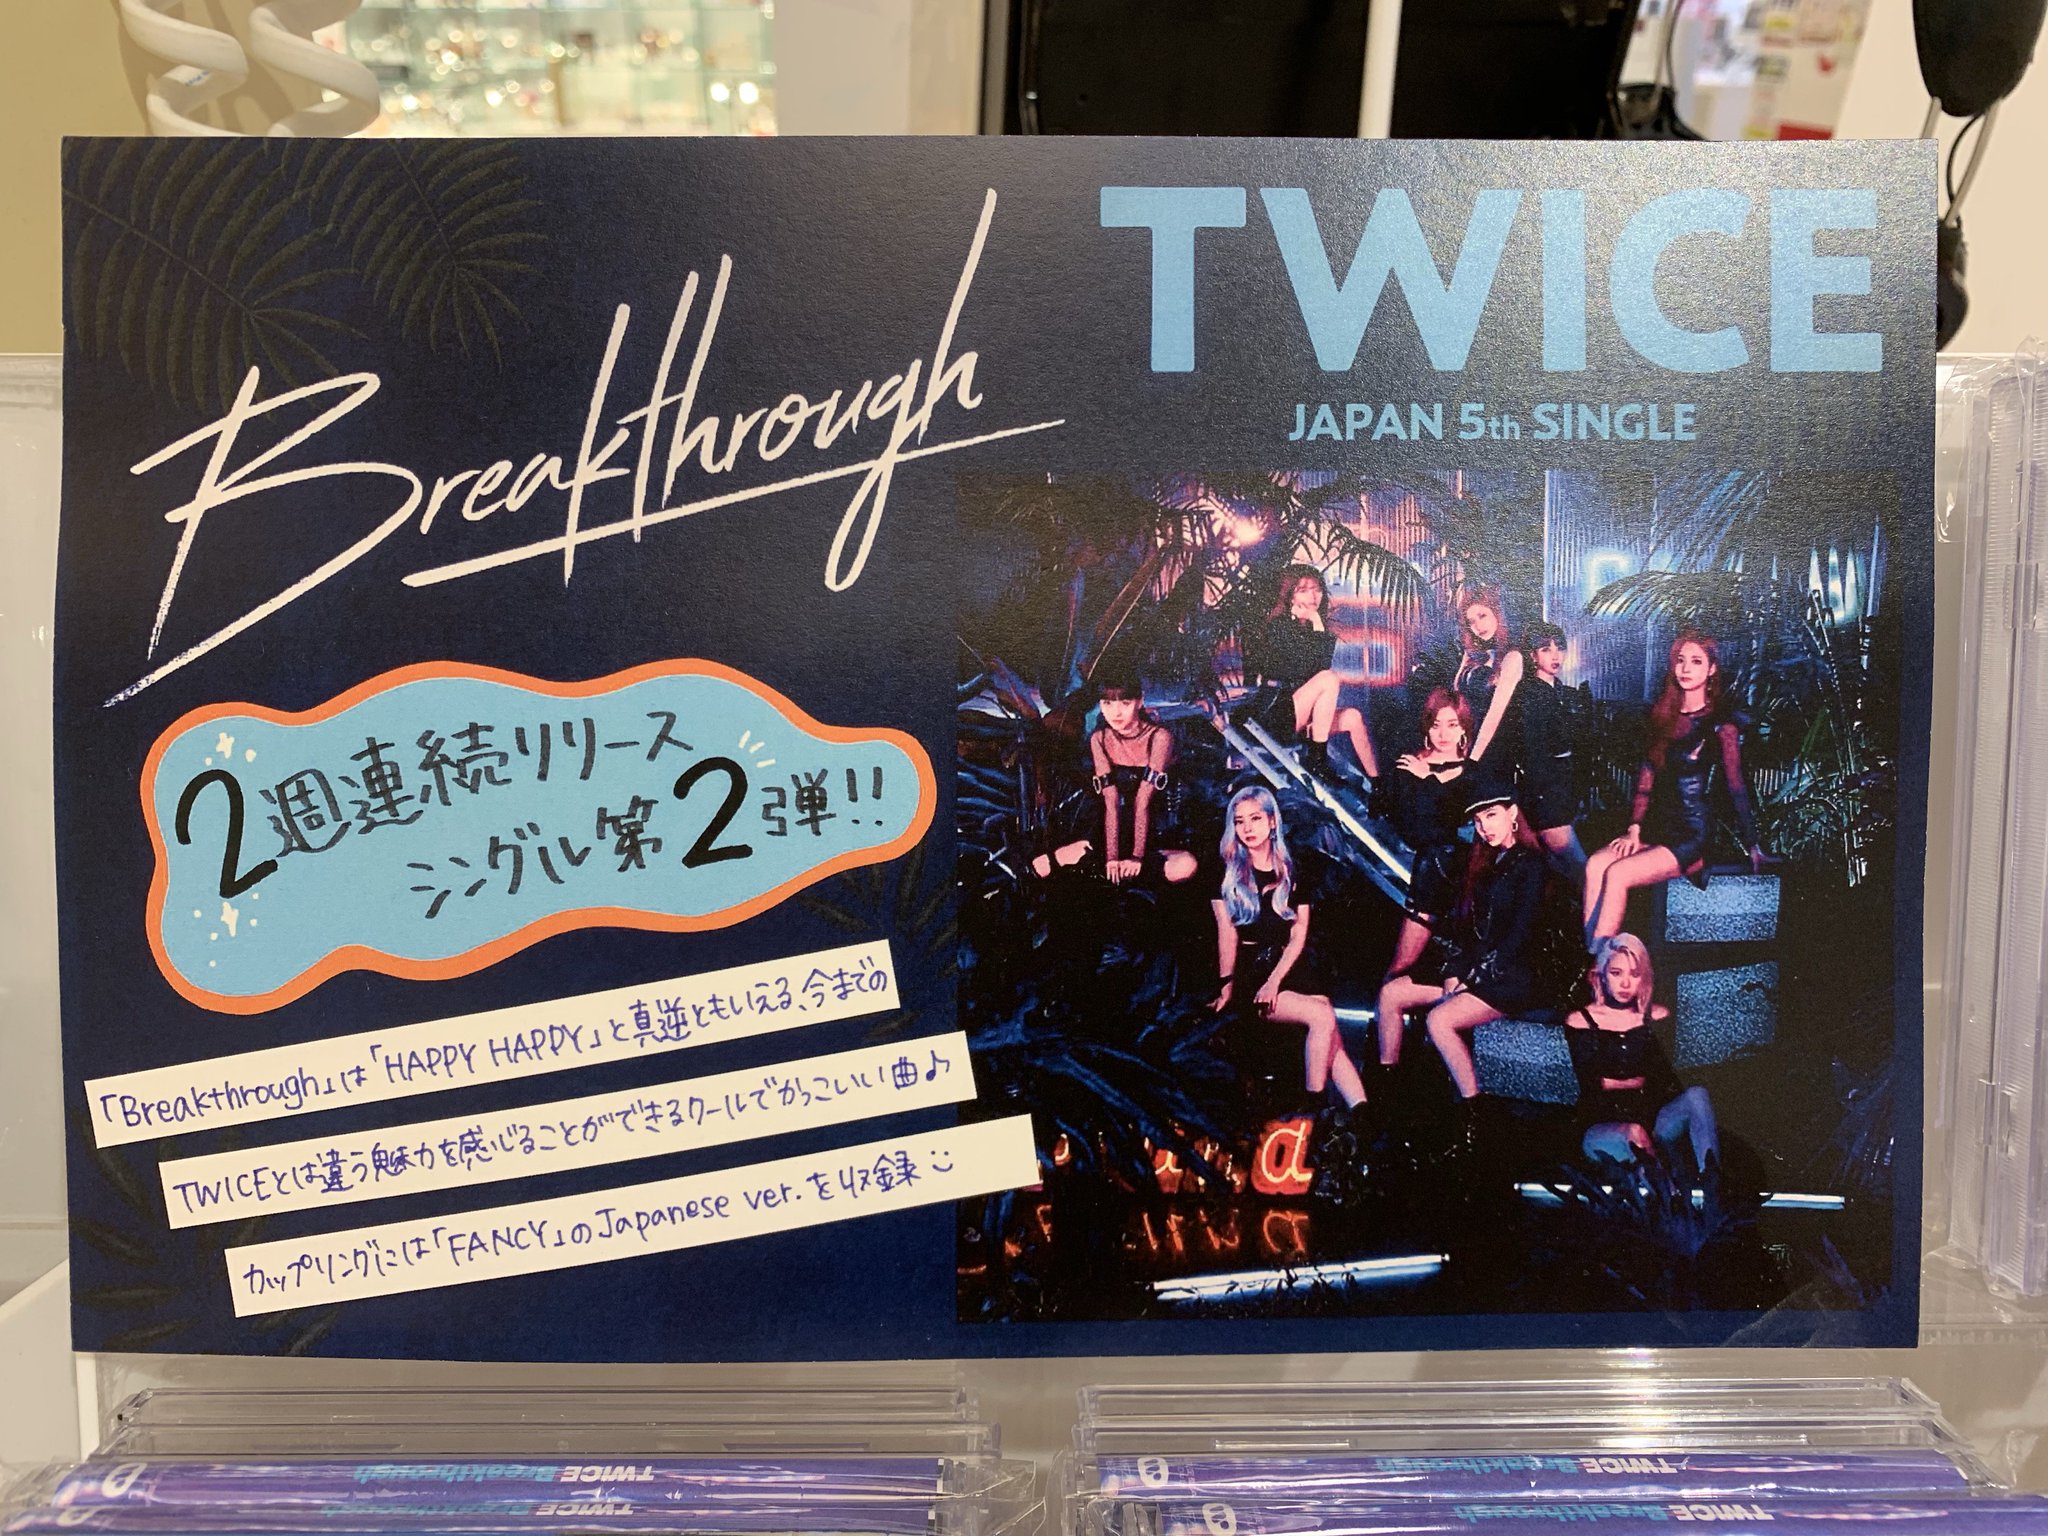 Breakthrough
TWICE
JAPAN 5th SINGLE
2週連続リリース
シングル第2弾!!
「Breakthrough」は「HAPPY HAPPY」と真逆ともいえる、今までの
TWICEとは違う魅力を感じることができるクールでかっこいい曲♪
カップリングには「FANCY」のJapanese ver.を収録
TWICE Breakthrough
TWICE Breakthrough
TWICE Breakthrough
TWICE Breakthrough